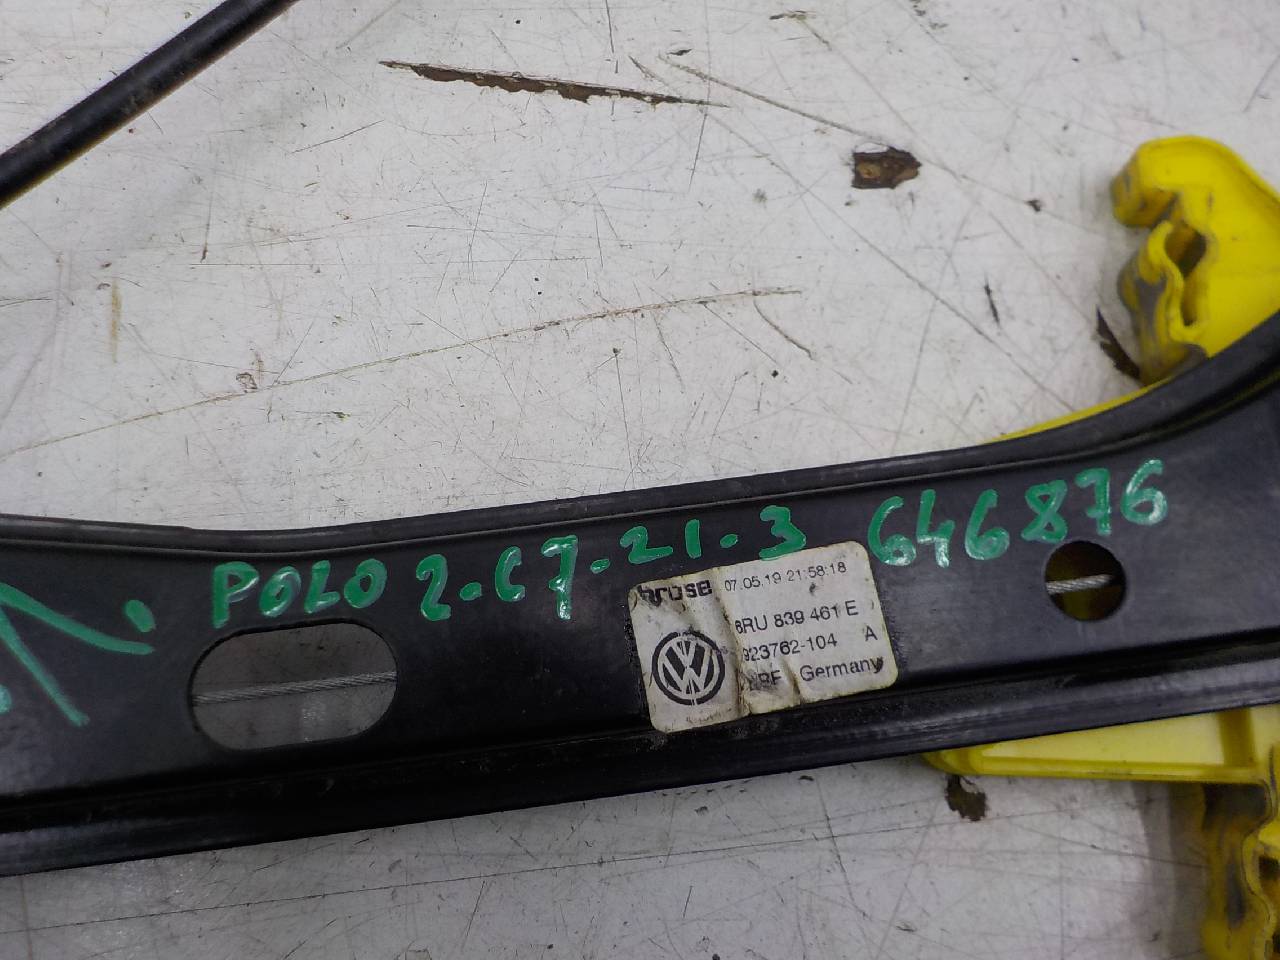 POLO 2-C7-21-3 646876
brose 07.05.19 21:58:18
6RU 839 461 E
923762-104 A
Germany